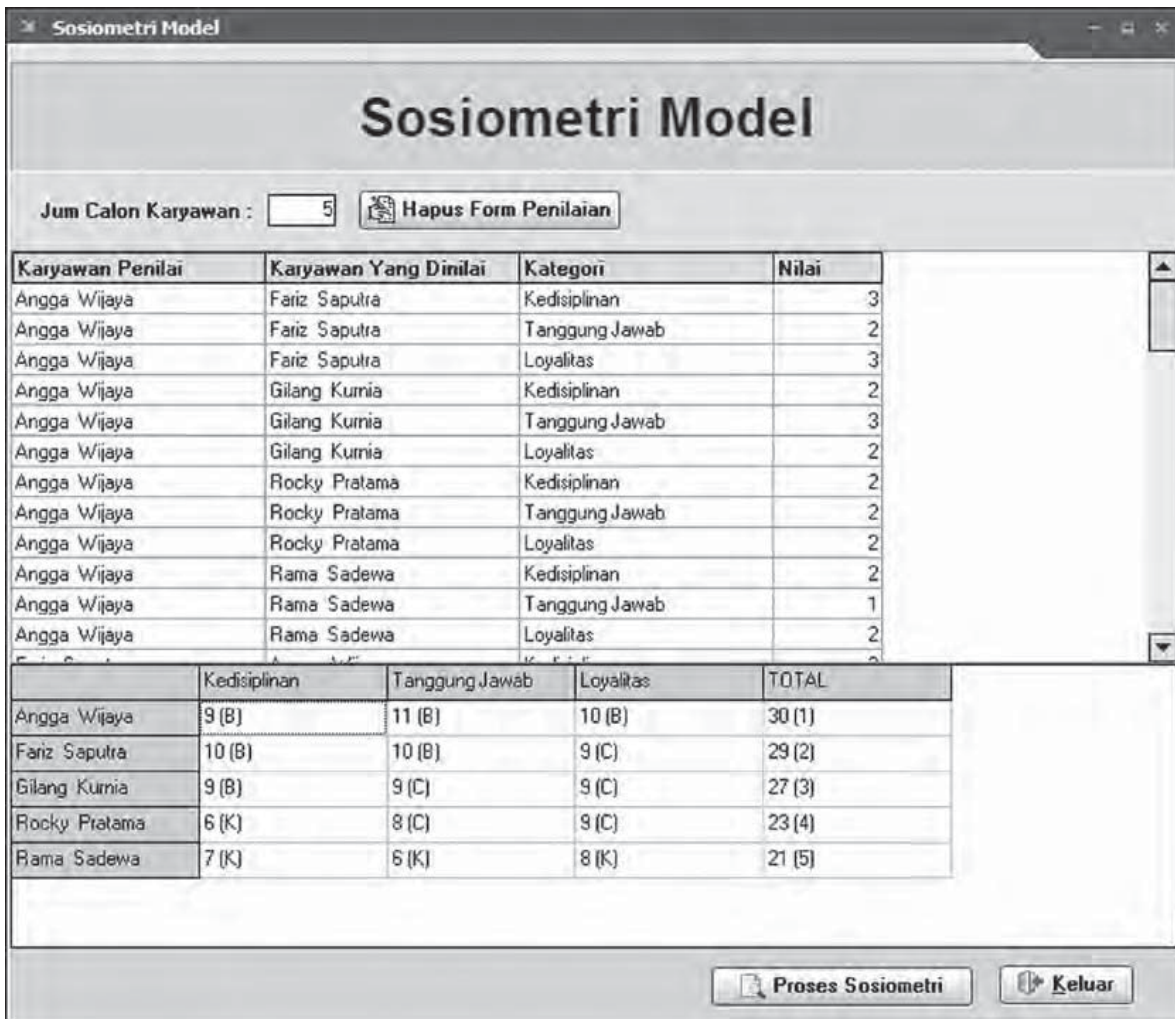 Sosiometri Model
Sosiometri Model
Jum Calon Karyawan : 5 Hapus Form Penilaian
Karyawan Penilai Karyawan Yang Dinilai Kategori Nilai
Angga Wijaya Fariz Saputra Kedisiplinan 3
Angga Wijaya Fariz Saputra Tanggung Jawab 2
Angga Wijaya Fariz Saputra Loyalitas 3
Angga Wijaya Gilang Kurnia Kedisiplinan 2
Angga Wijaya Gilang Kurnia Tanggung Jawab 3
Angga Wijaya Gilang Kurnia Loyalitas 2
Angga Wijaya Rocky Pratama Kedisiplinan 2
Angga Wijaya Rocky Pratama Tanggung Jawab 2
Angga Wijaya Rocky Pratama Loyalitas 2
Angga Wijaya Rama Sadewa Kedisiplinan 2
Angga Wijaya Rama Sadewa Tanggung Jawab 1
Angga Wijaya Rama Sadewa Loyalitas 2
Kedisiplinan Tanggung Jawab Loyalitas TOTAL
Angga Wijaya 9 (B) 11 (B) 10 (B) 30 (1)
Fariz Saputra 10 (B) 10 (B) 9 (C) 29 (2)
Gilang Kurnia 9 (B) 9 (C) 9 (C) 27 (3)
Rocky Pratama 6 (K) 8 (C) 9 (C) 23 (4)
Rama Sadewa 7 (K) 6 (K) 8 (K) 21 (5)
Proses Sosiometri Keluar